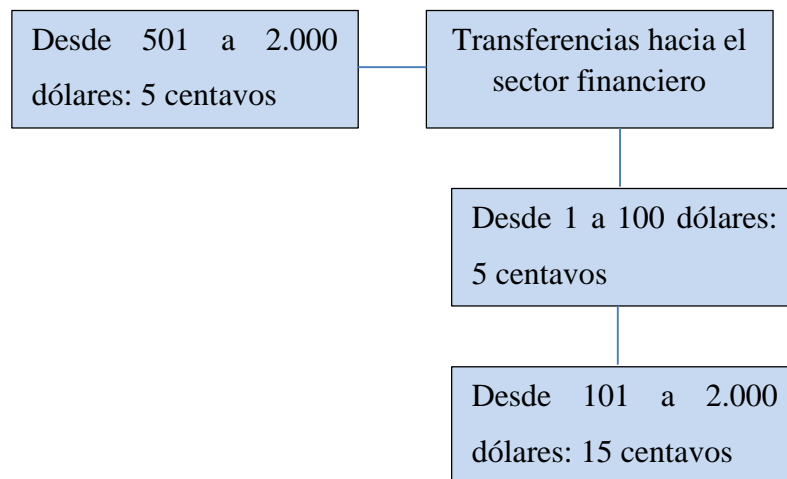 Desde 501 a 2.000
dólares: 5 centavos
Transferencias hacia el
sector financiero
Desde 1 a 100 dólares:
5 centavos
Desde 101 a 2.000
dólares: 15 centavos